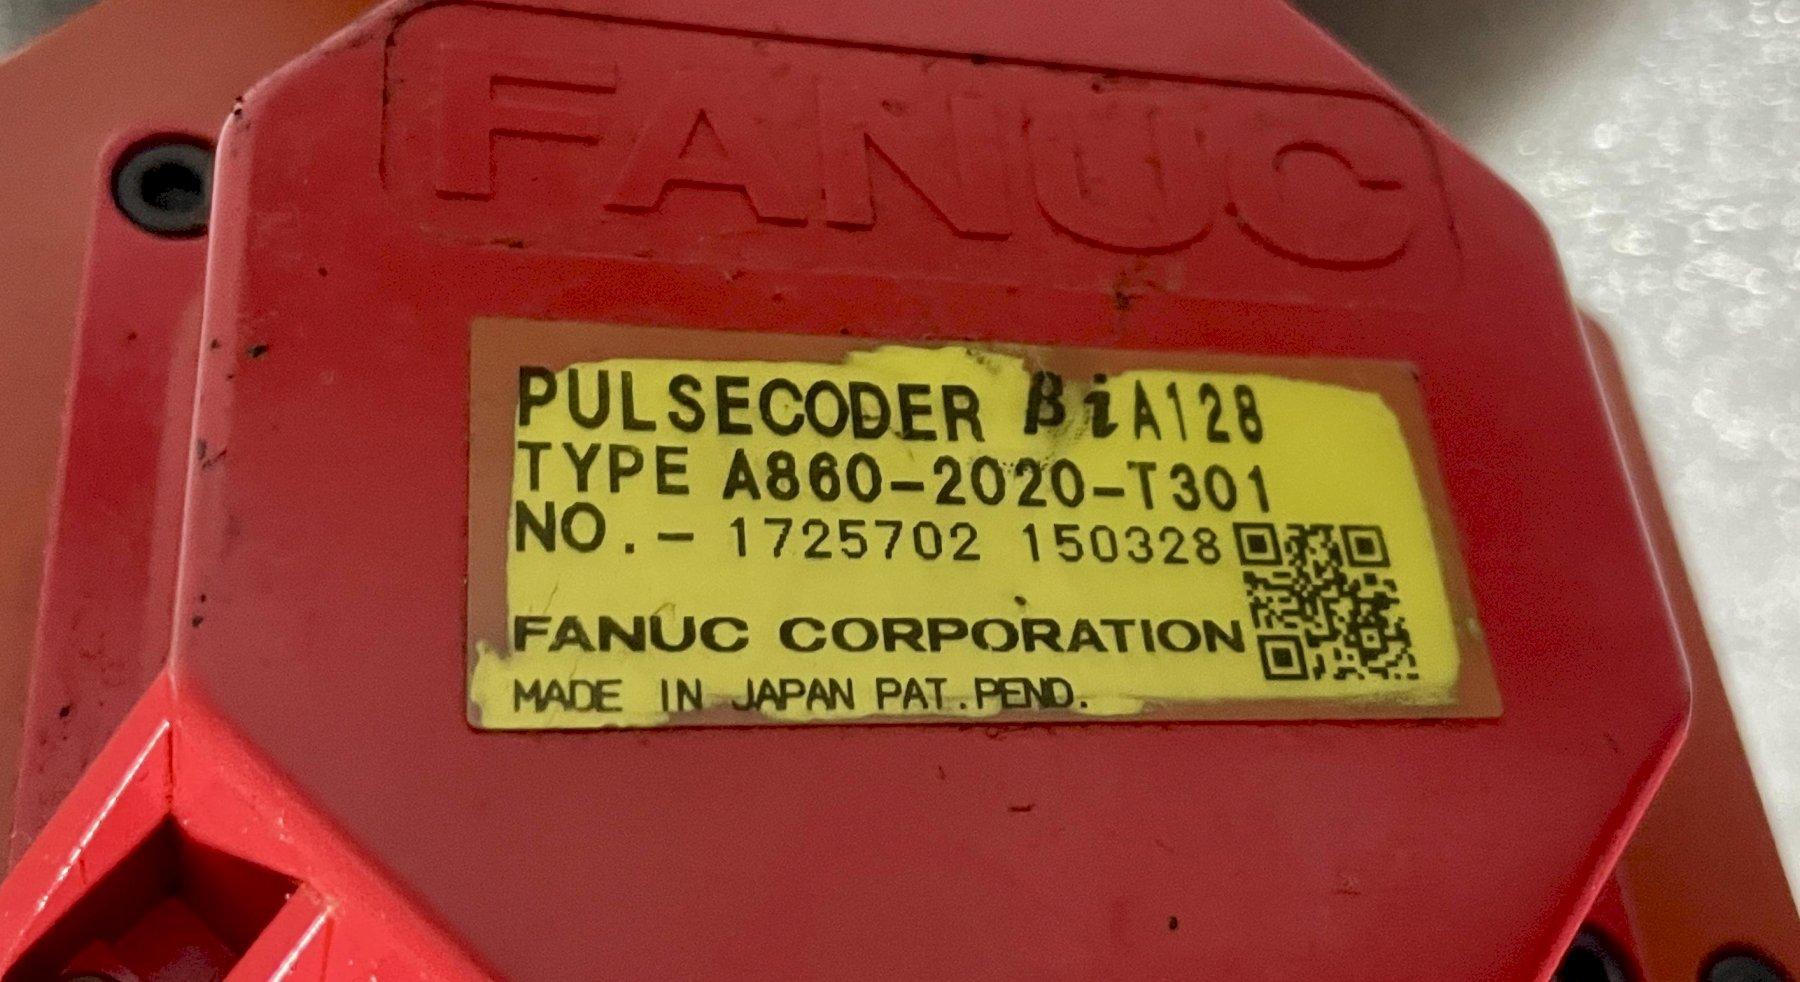 FANUC
PULSECODER βiA128
TYPE A860-2020-T301
NO.- 1725702 150328
FANUC CORPORATION
MADE IN JAPAN PAT.PEND.